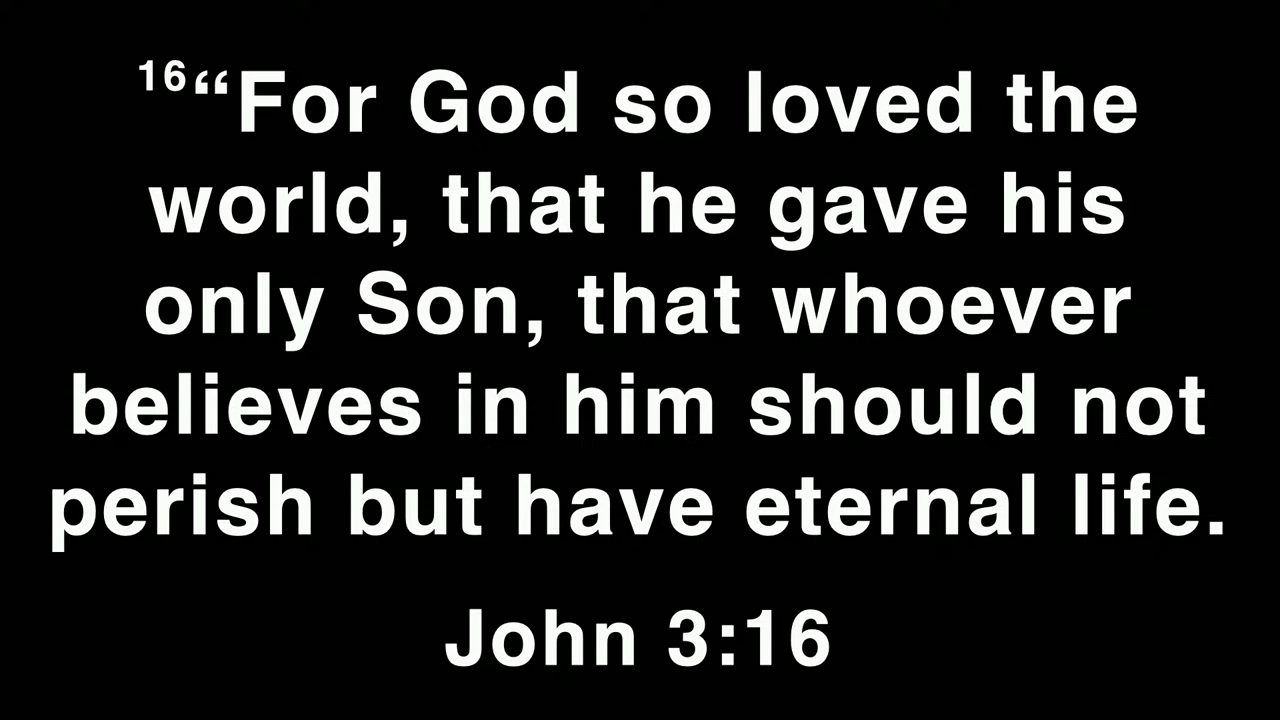 16“For God so loved the
world, that he gave his
only Son, that whoever
believes in him should not
perish but have eternal life.
John 3:16